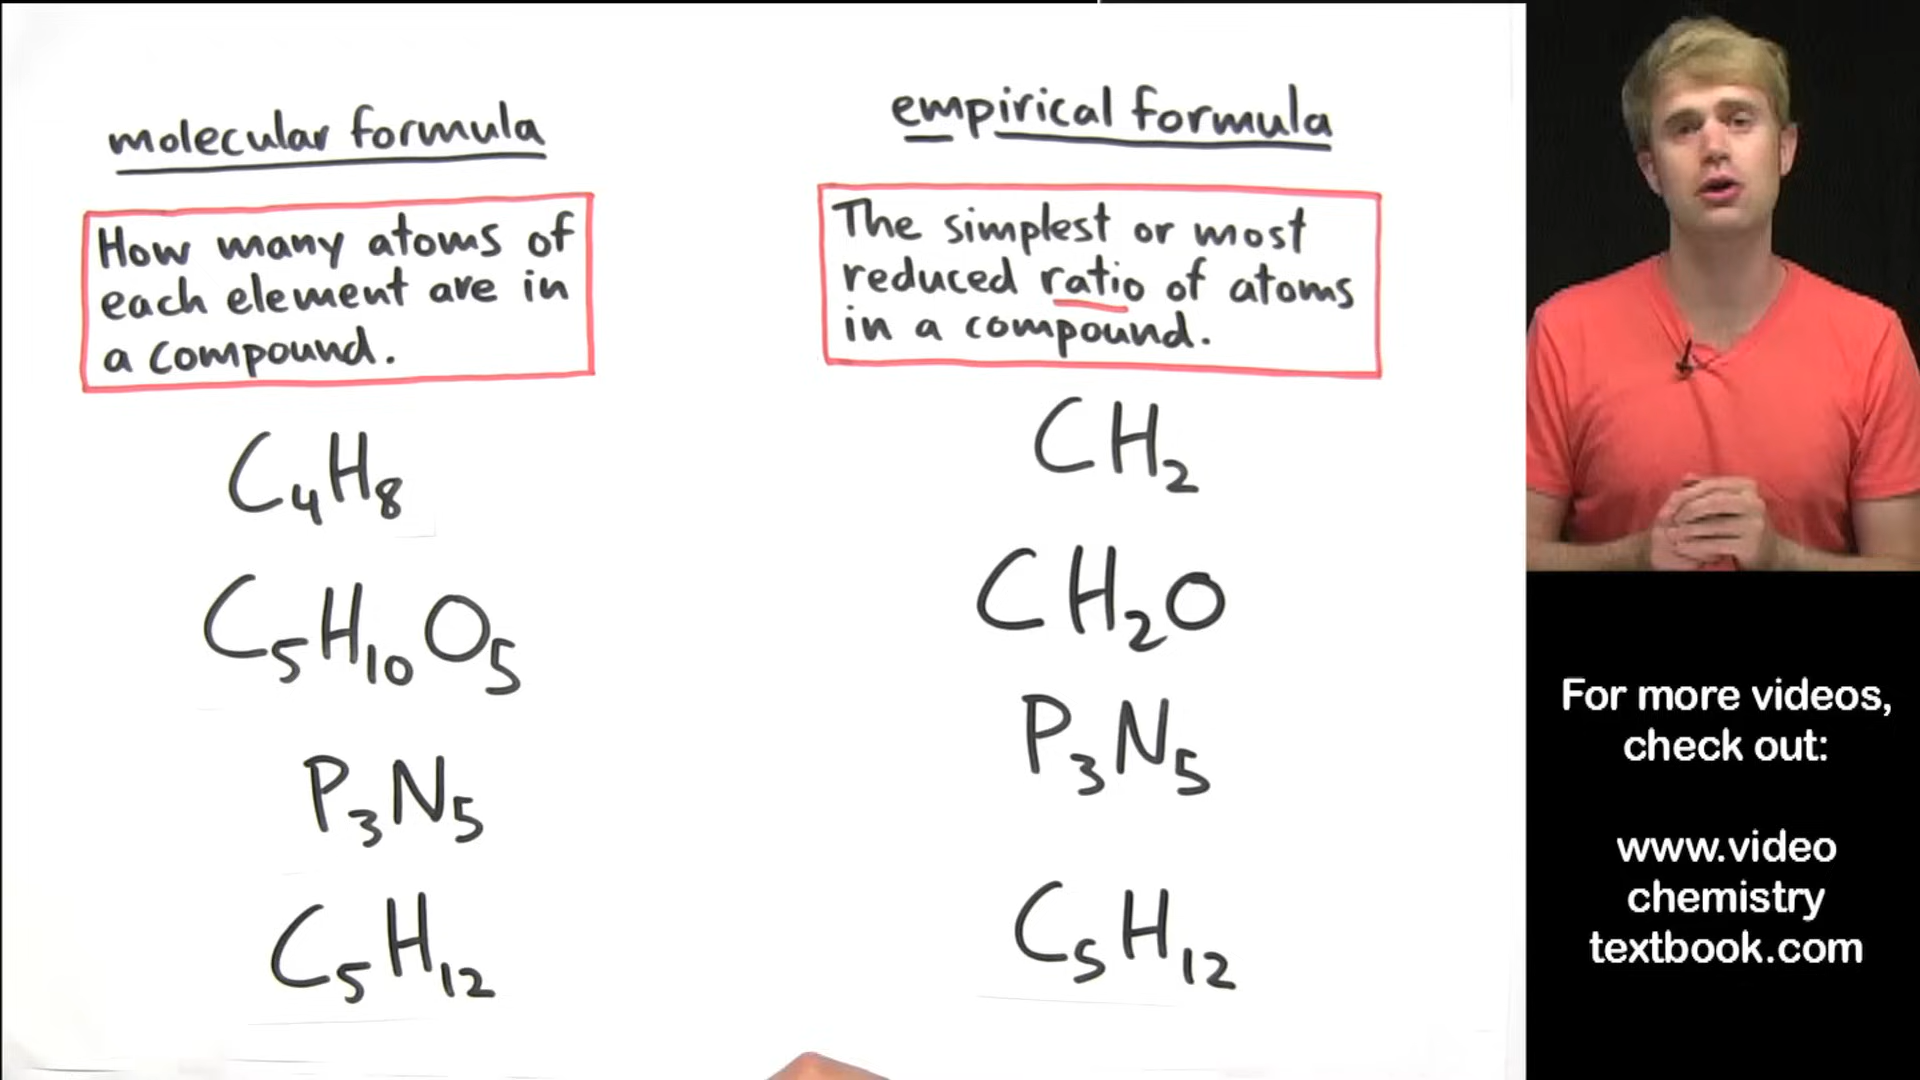 molecular formula
How many atoms of
each element are in
a compound.
C₄H₈
C₅H₁₀O₅
P₃N₅
C₅H₁₂
empirical formula
The simplest or most
reduced ratio of atoms
in a compound.
CH₂
CH₂O
P₃N₅
C₅H₁₂
For more videos,
check out:
www.video
chemistry
textbook.com